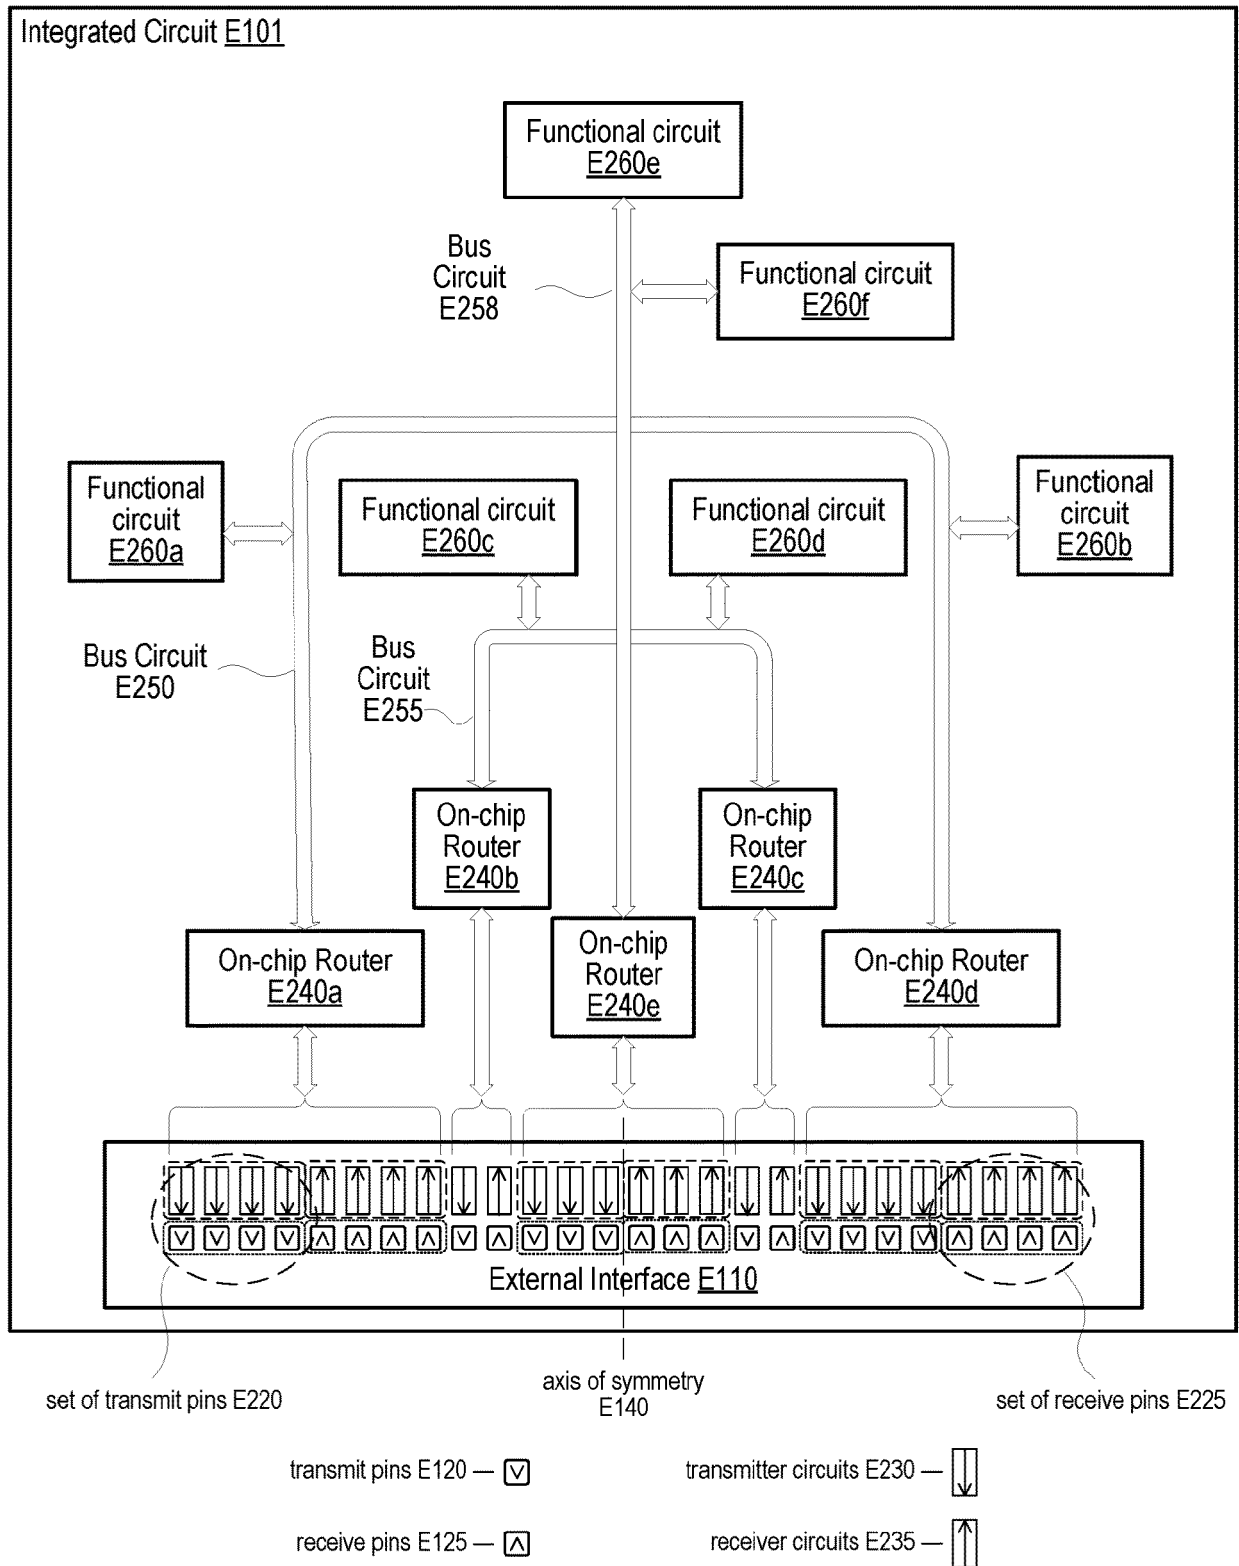 Integrated Circuit E101
Functional circuit
E260e
Bus
Circuit
E258
Functional circuit
E260f
Functional
circuit
E260a
Functional circuit
E260c
Functional circuit
E260d
Functional
circuit
E260b
Bus Circuit
E250
Bus
Circuit
E255
On-chip
Router
E240b
On-chip
Router
E240c
On-chip Router
E240a
On-chip
Router
E240e
On-chip Router
E240d
External Interface E110
set of transmit pins E220
axis of symmetry
E140
set of receive pins E225
transmit pins E120
transmitter circuits E230
receive pins E125
receiver circuits E235